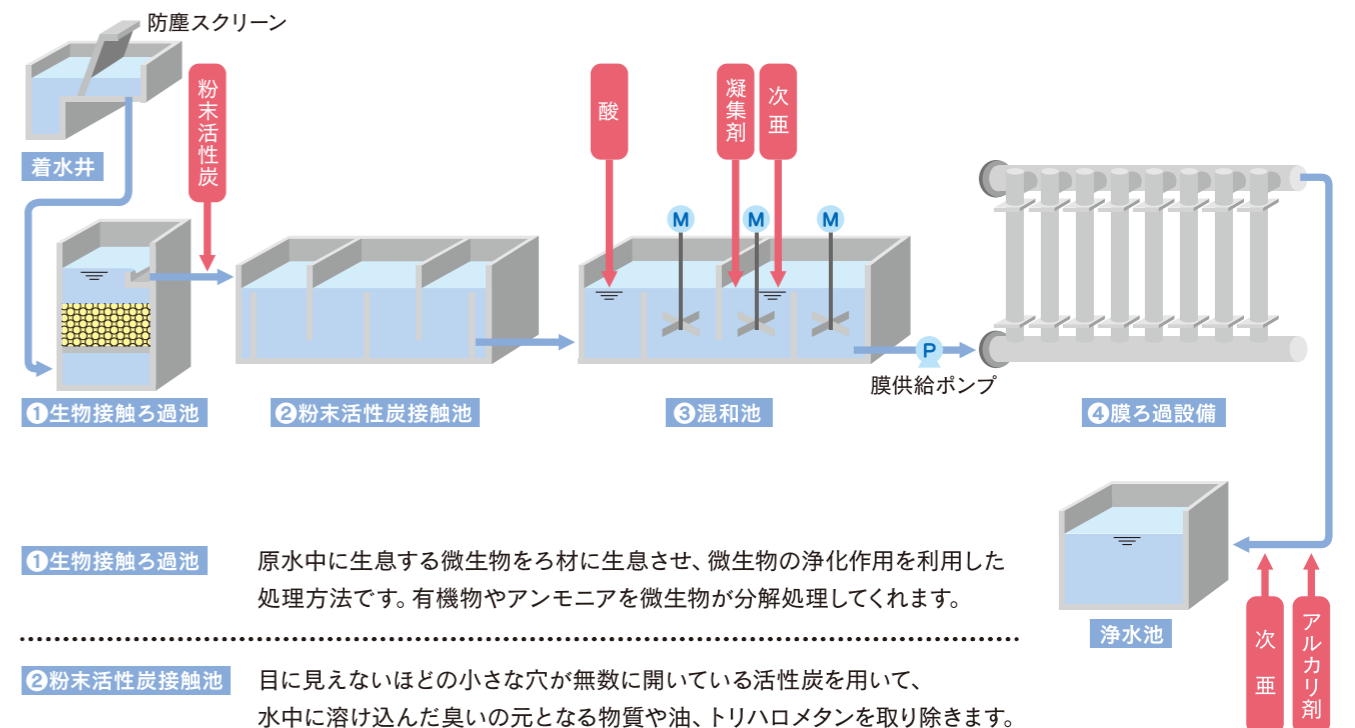 防塵スクリーン
着水井
粉末活性炭
酸
凝集剤
次亜
M
M
M
P
膜供給ポンプ
❶生物接触ろ過池
❷粉末活性炭接触池
❸混和池
❹膜ろ過設備
浄水池
次亜
アルカリ剤
❶生物接触ろ過池
原水中に生息する微生物をろ材に生息させ、微生物の浄化作用を利用した
処理方法です。有機物やアンモニアを微生物が分解処理してくれます。
❷粉末活性炭接触池
目に見えないほどの小さな穴が無数に開いている活性炭を用いて、
水中に溶け込んだ臭いの元となる物質や油、トリハロメタンを取り除きます。